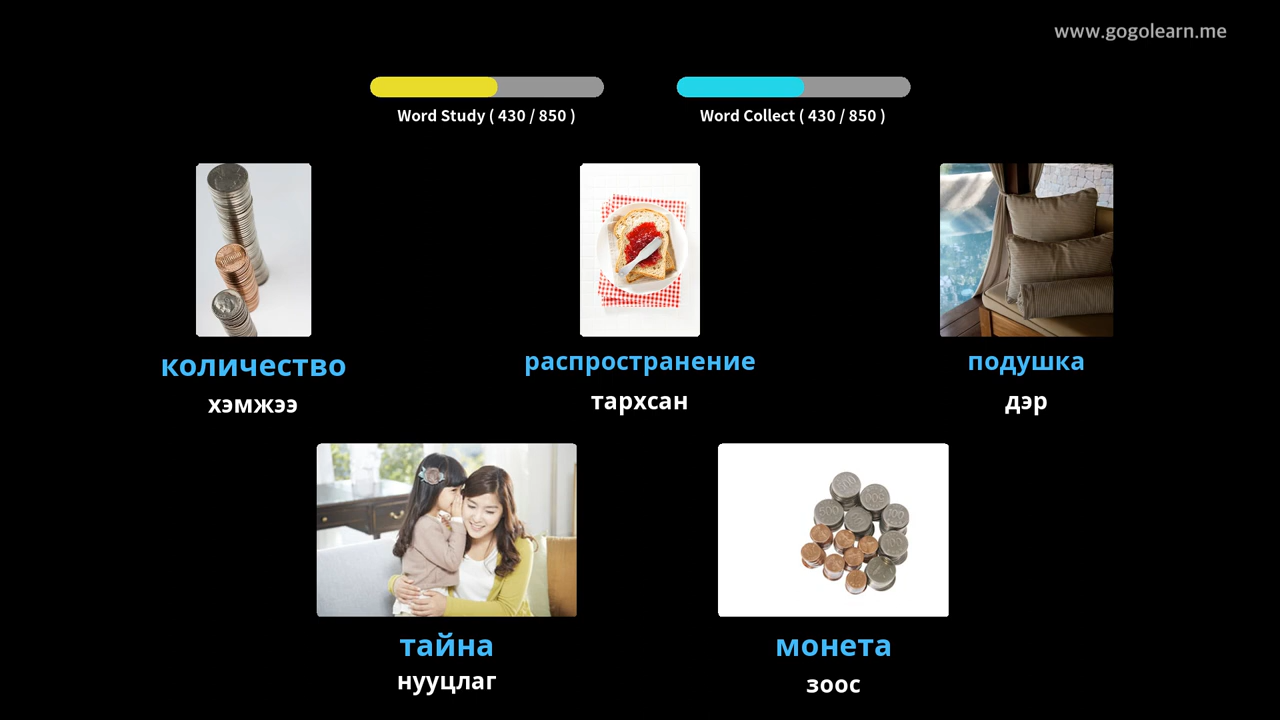 www.gogolearn.me
Word Study ( 430 / 850 )
Word Collect ( 430 / 850 )
количество
хэмжээ
распространение
тархсан
подушка
дэр
тайна
нууцлаг
монета
зоос